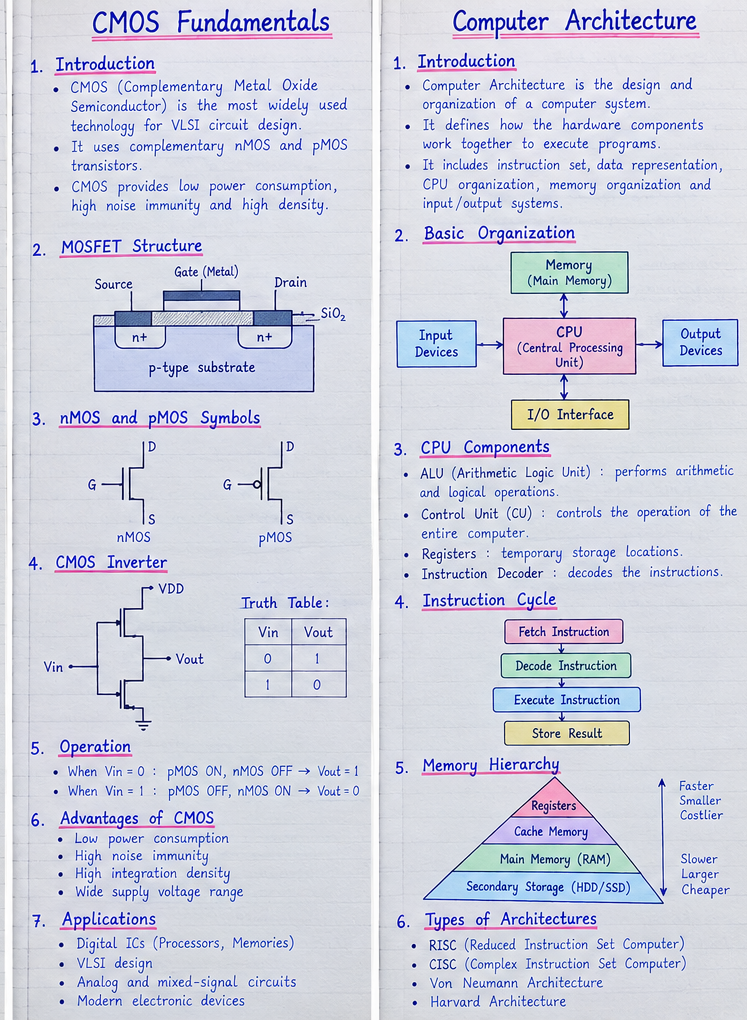 CMOS Fundamentals
1. Introduction
• CMOS (Complementary Metal Oxide
Semiconductor) is the most widely used
technology for VLSI circuit design.
• It uses complementary nMOS and pMOS
transistors.
• CMOS provides low power consumption,
high noise immunity and high density.
2. MOSFET Structure
Gate (Metal)
Source
Drain
SiO₂
n+
n+
p-type substrate
3. nMOS and pMOS Symbols
D
D
G
G
S
S
nMOS
pMOS
4. CMOS Inverter
VDD
Vin
Vout
Truth Table:
Vin Vout
0 1
1 0
5. Operation
• When Vin = 0 : pMOS ON, nMOS OFF → Vout = 1
• When Vin = 1 : pMOS OFF, nMOS ON → Vout = 0
6. Advantages of CMOS
• Low power consumption
• High noise immunity
• High integration density
• Wide supply voltage range
7. Applications
• Digital ICs (Processors, Memories)
• VLSI design
• Analog and mixed-signal circuits
• Modern electronic devices
Computer Architecture
1. Introduction
• Computer Architecture is the design and
organization of a computer system.
• It defines how the hardware components
work together to execute programs.
• It includes instruction set, data representation,
CPU organization, memory organization and
input/output systems.
2. Basic Organization
Memory
(Main Memory)
Input
Devices
CPU
(Central Processing
Unit)
Output
Devices
I/O Interface
3. CPU Components
• ALU (Arithmetic Logic Unit) : performs arithmetic
and logical operations.
• Control Unit (CU) : controls the operation of the
entire computer.
• Registers : temporary storage locations.
• Instruction Decoder : decodes the instructions.
4. Instruction Cycle
Fetch Instruction
Decode Instruction
Execute Instruction
Store Result
5. Memory Hierarchy
Registers
Cache Memory
Main Memory (RAM)
Secondary Storage (HDD/SSD)
Faster
Smaller
Costlier
Slower
Larger
Cheaper
6. Types of Architectures
• RISC (Reduced Instruction Set Computer)
• CISC (Complex Instruction Set Computer)
• Von Neumann Architecture
• Harvard Architecture